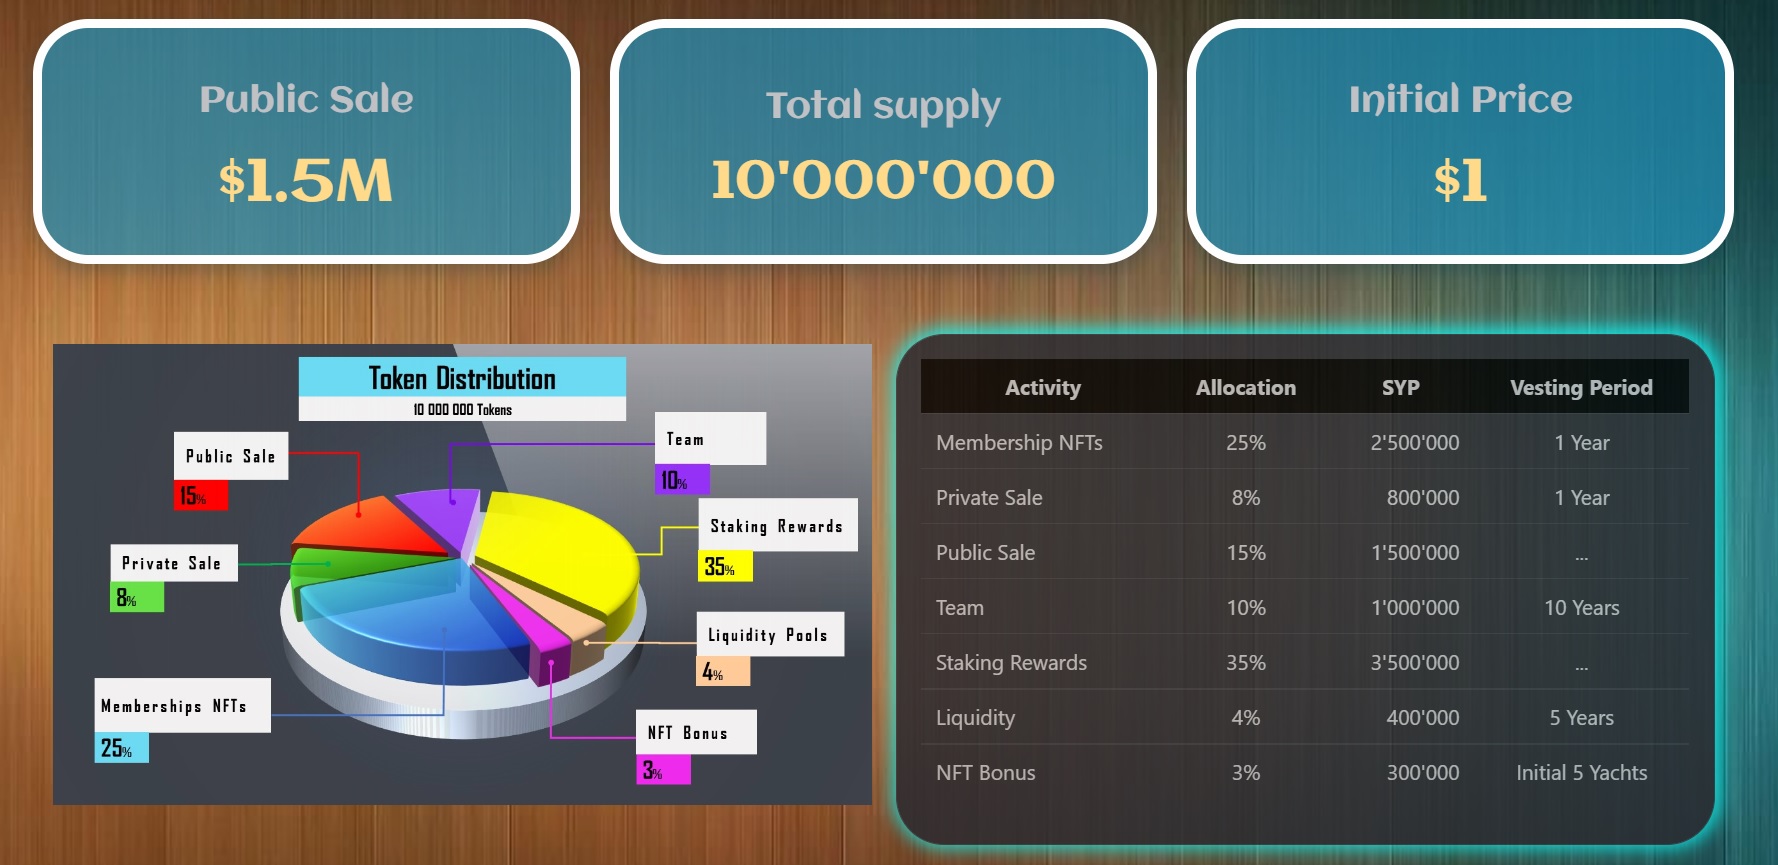 Public Sale
$1.5M
Total supply
10'000'000
Initial Price
$1
Token Distribution
10 000 000 Tokens
Team
10%
Public Sale
15%
Staking Rewards
35%
Private Sale
8%
Liquidity Pools
4%
Memberships NFTs
25%
NFT Bonus
3%
Activity Allocation SYP Vesting Period
Membership NFTs 25% 2'500'000 1 Year
Private Sale 8% 800'000 1 Year
Public Sale 15% 1'500'000 ...
Team 10% 1'000'000 10 Years
Staking Rewards 35% 3'500'000 ...
Liquidity 4% 400'000 5 Years
NFT Bonus 3% 300'000 Initial 5 Yachts